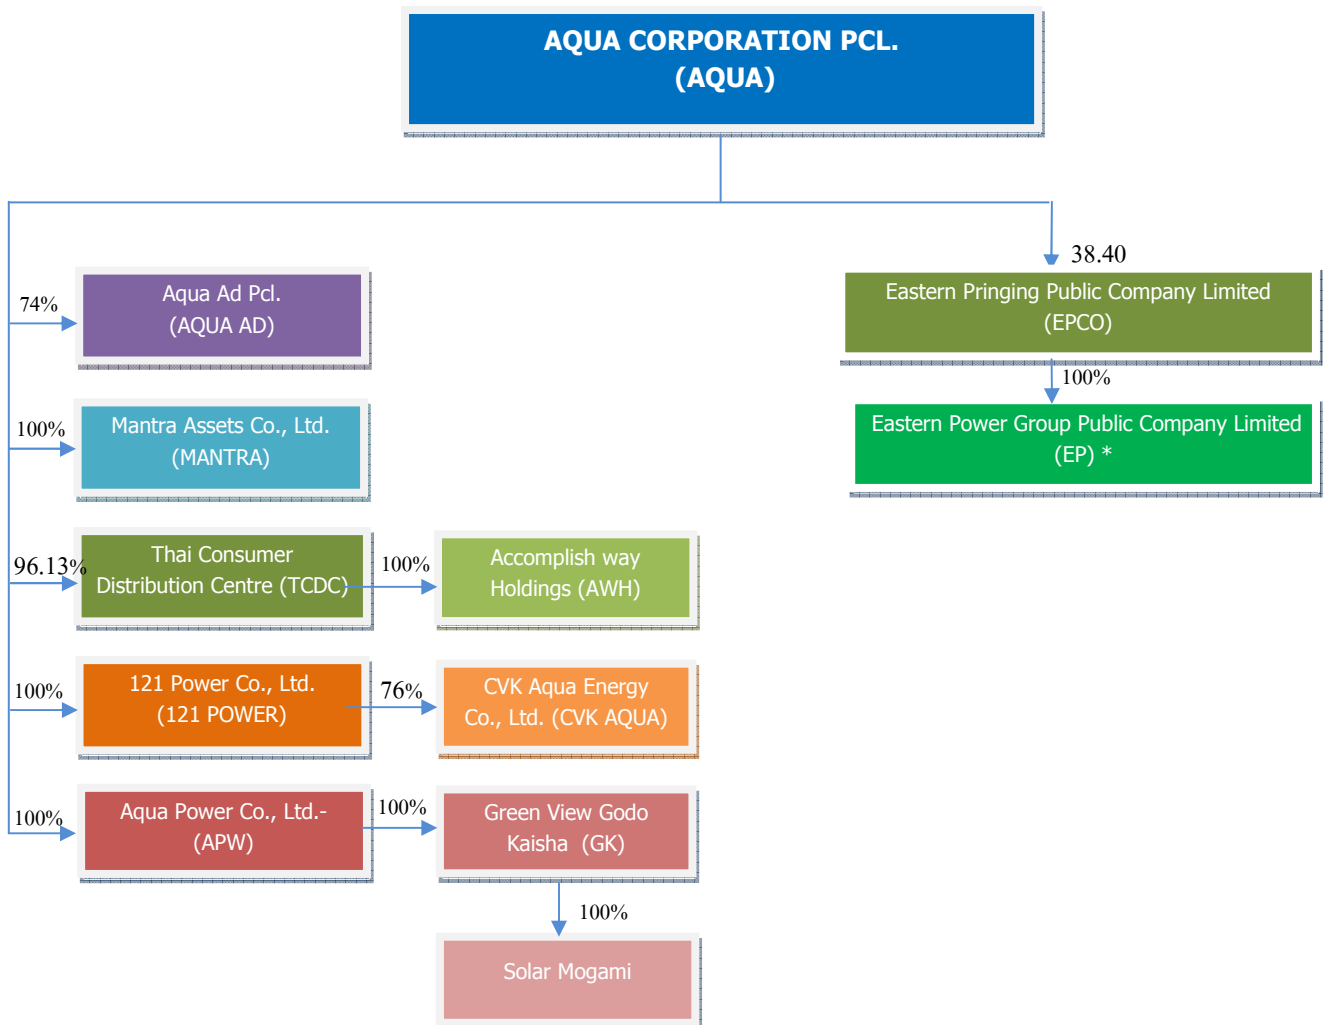 AQUA CORPORATION PCL.
(AQUA)
38.40
74%
Aqua Ad Pcl.
(AQUA AD)
Eastern Pringing Public Company Limited
(EPCO)
100%
100%
Mantra Assets Co., Ltd.
(MANTRA)
Eastern Power Group Public Company Limited
(EP) *
96.13%
Thai Consumer
Distribution Centre (TCDC)
100%
Accomplish way
Holdings (AWH)
100%
121 Power Co., Ltd.
(121 POWER)
76%
CVK Aqua Energy
Co., Ltd. (CVK AQUA)
100%
Aqua Power Co., Ltd.-
(APW)
100%
Green View Godo
Kaisha (GK)
100%
Solar Mogami